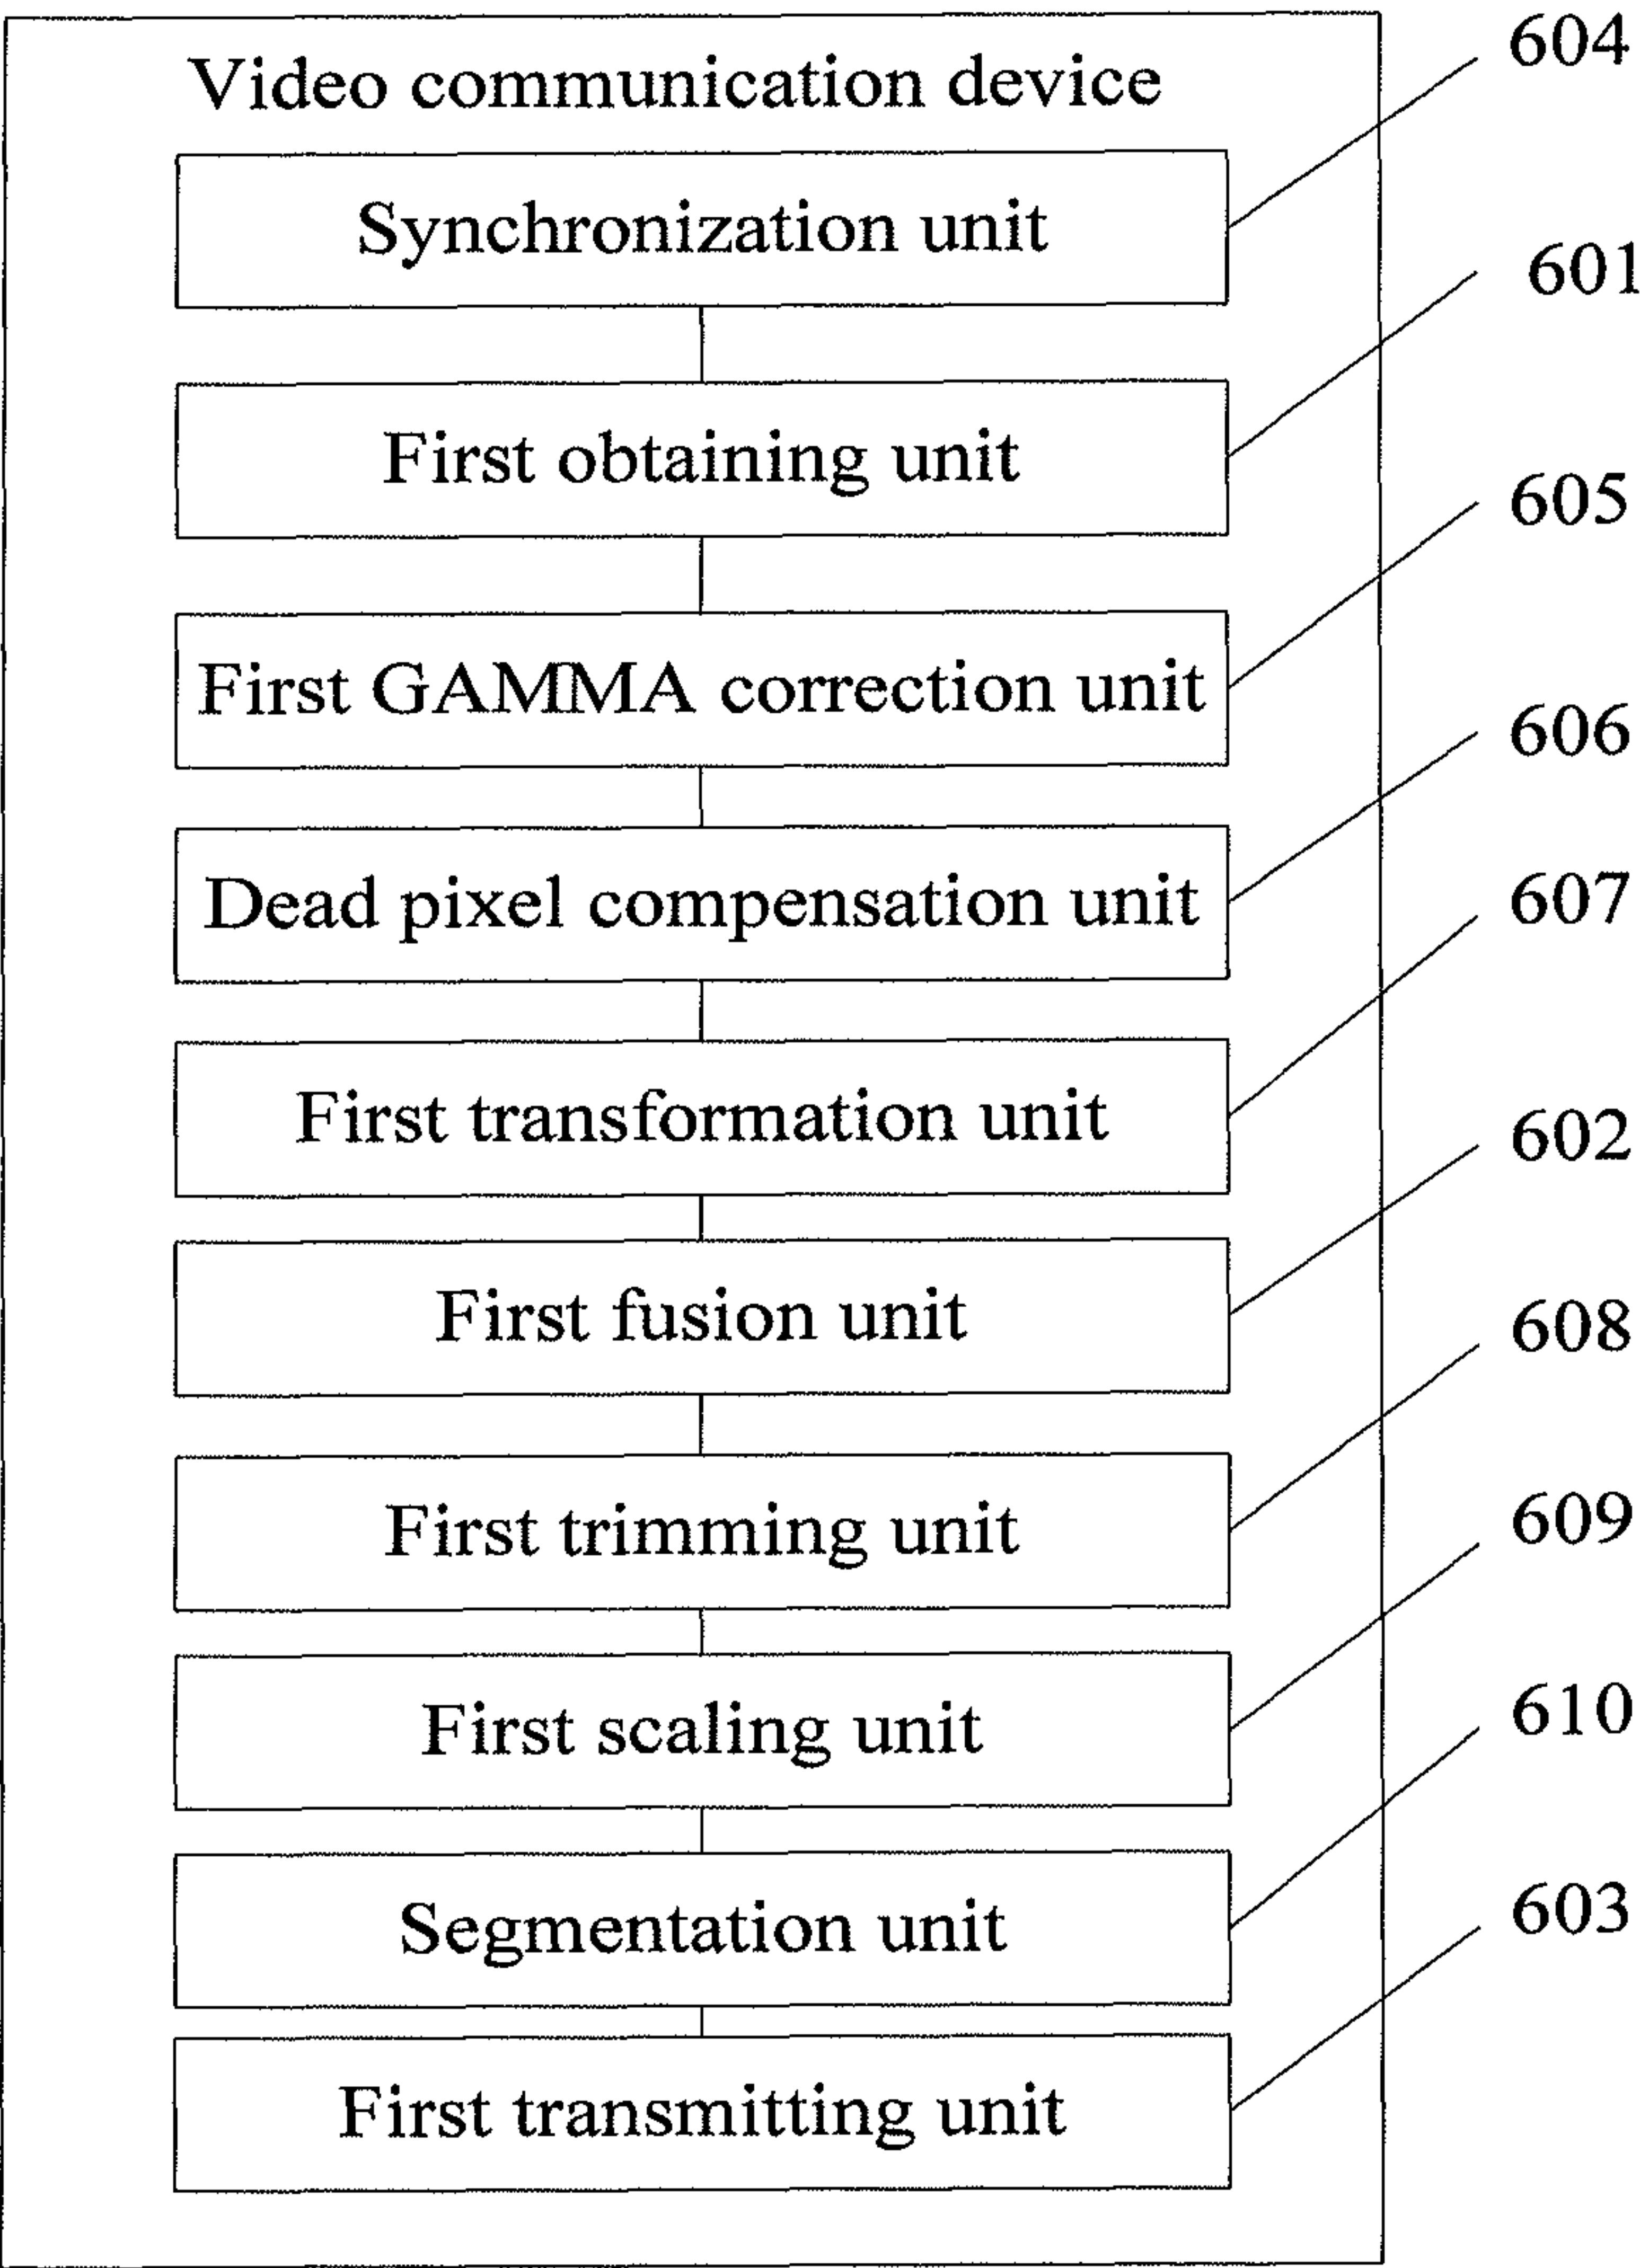 Video communication device
604
Synchronization unit
601
First obtaining unit
605
First GAMMA correction unit
606
Dead pixel compensation unit
607
First transformation unit
602
First fusion unit
608
First trimming unit
609
First scaling unit
610
Segmentation unit
603
First transmitting unit